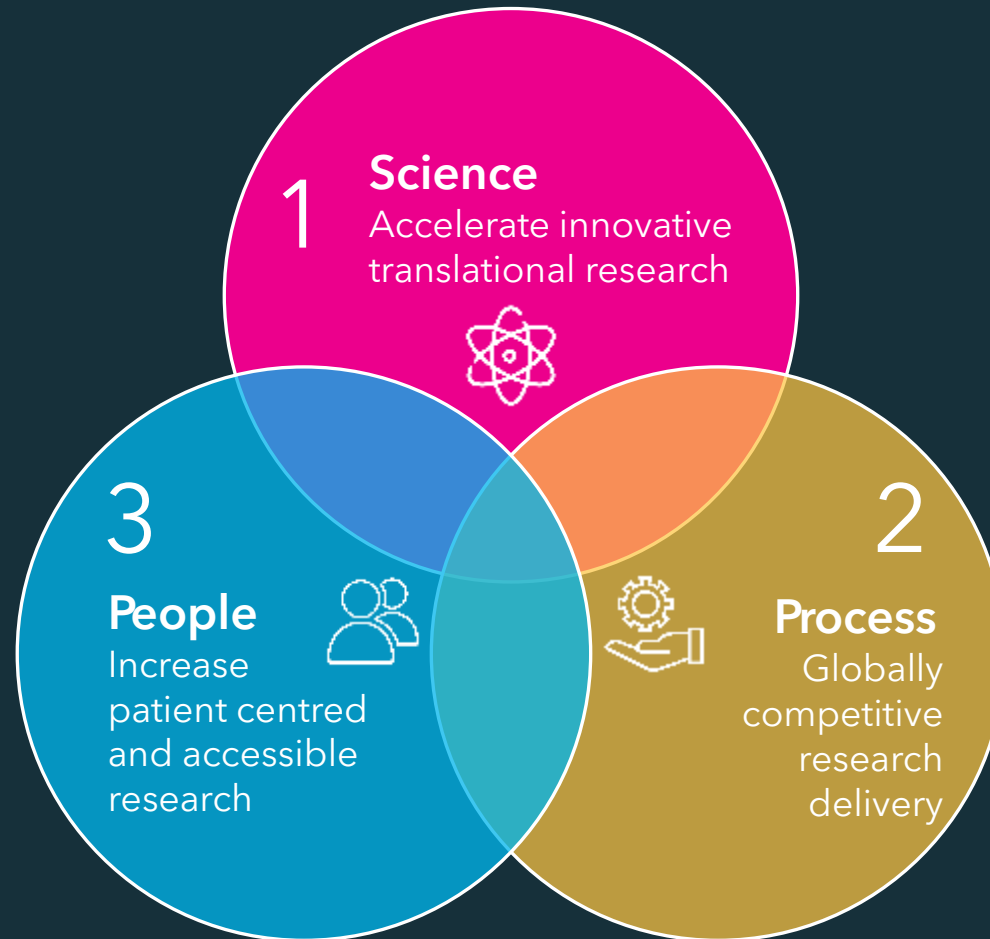 1
Science
Accelerate innovative
translational research
3
People
Increase
patient centred
and accessible
research
2
Process
Globally
competitive
research
delivery